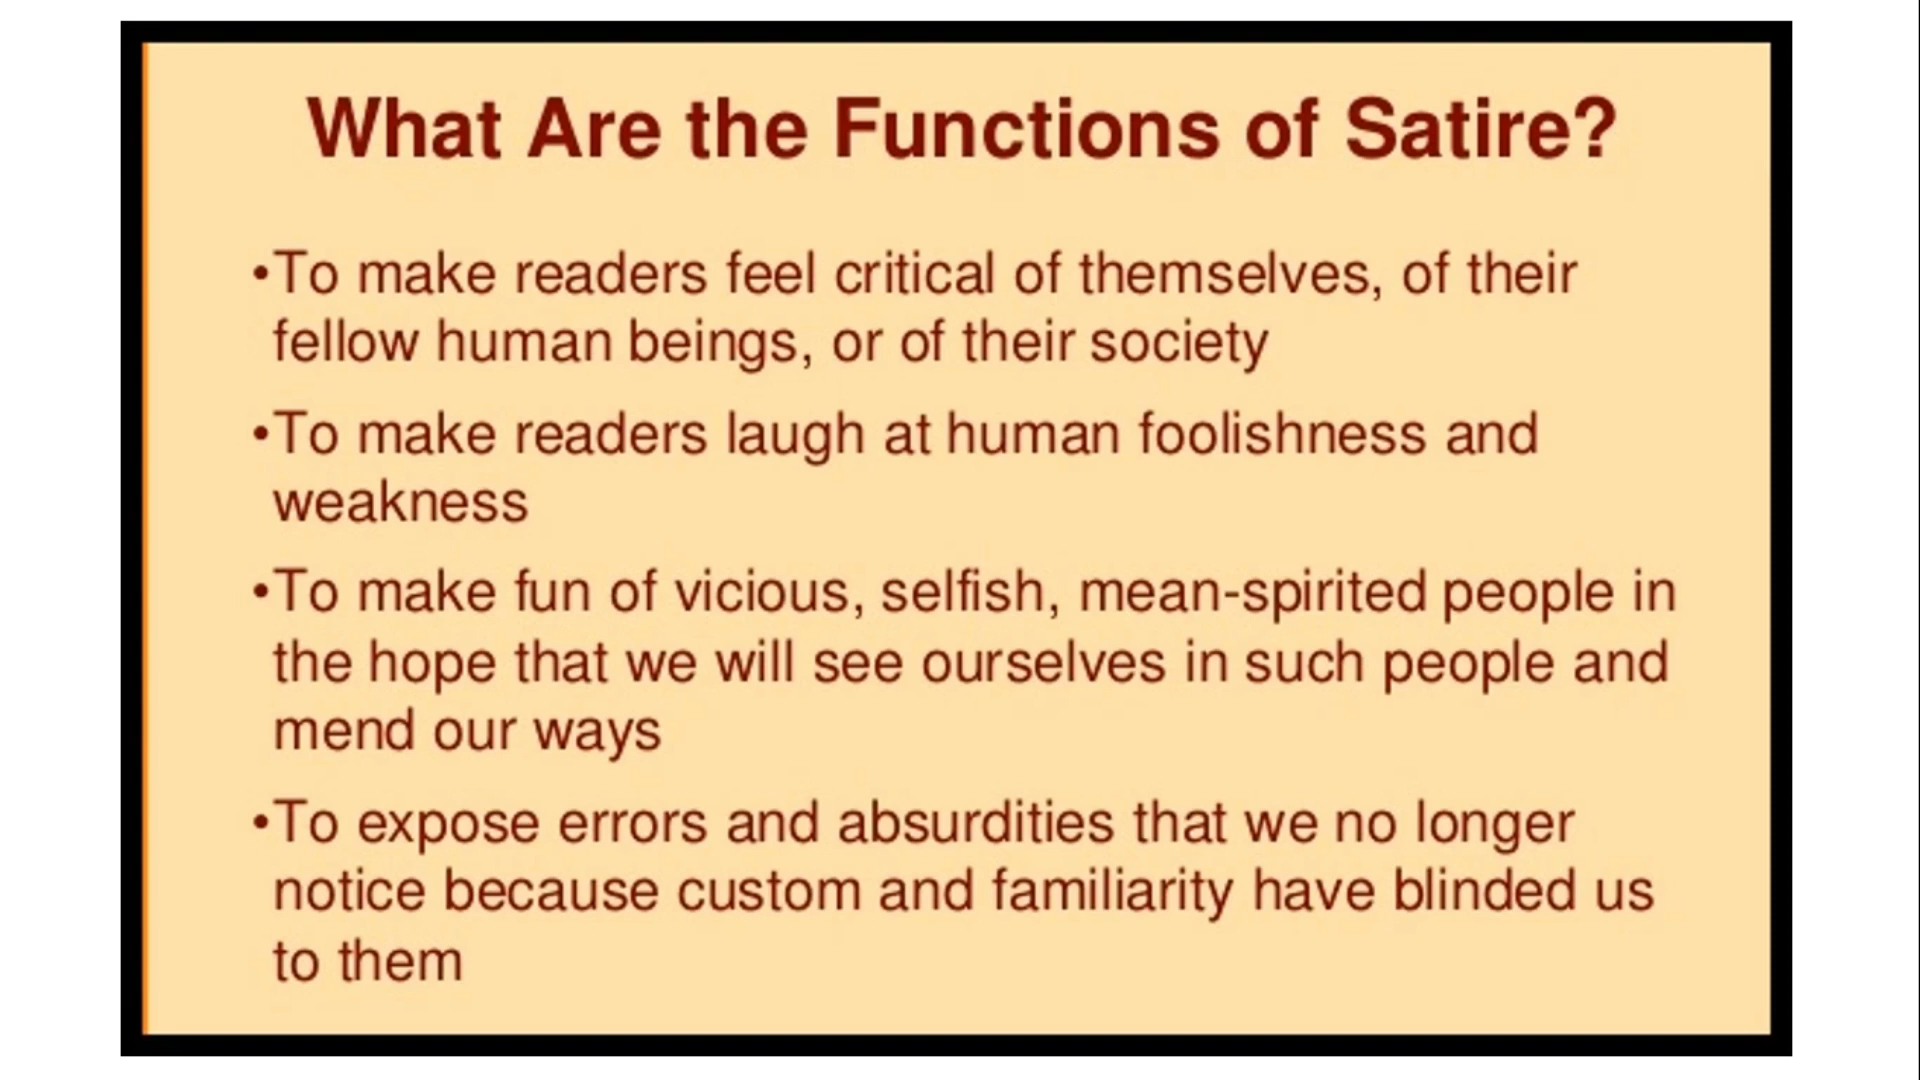 What Are the Functions of Satire?
•To make readers feel critical of themselves, of their
fellow human beings, or of their society
•To make readers laugh at human foolishness and
weakness
•To make fun of vicious, selfish, mean-spirited people in
the hope that we will see ourselves in such people and
mend our ways
•To expose errors and absurdities that we no longer
notice because custom and familiarity have blinded us
to them